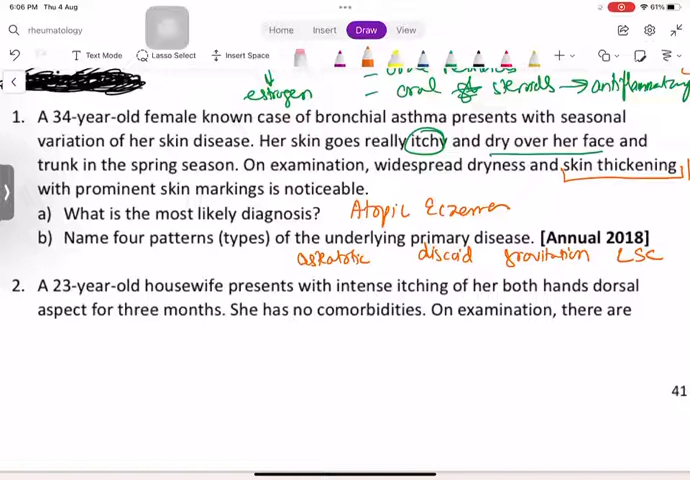 6:06 PM Thu 4 Aug
61%
rheumatology
Home Insert Draw View
Text Mode Lasso Select Insert Space
estrogen = oral steroids → antiflammatory
1. A 34-year-old female known case of bronchial asthma presents with seasonal
variation of her skin disease. Her skin goes really itchy and dry over her face and
trunk in the spring season. On examination, widespread dryness and skin thickening
with prominent skin markings is noticeable.
a) What is the most likely diagnosis? Atopic Eczema
b) Name four patterns (types) of the underlying primary disease. [Annual 2018]
discoid gravitation LSC
2. A 23-year-old housewife presents with intense itching of her both hands dorsal
aspect for three months. She has no comorbidities. On examination, there are
41